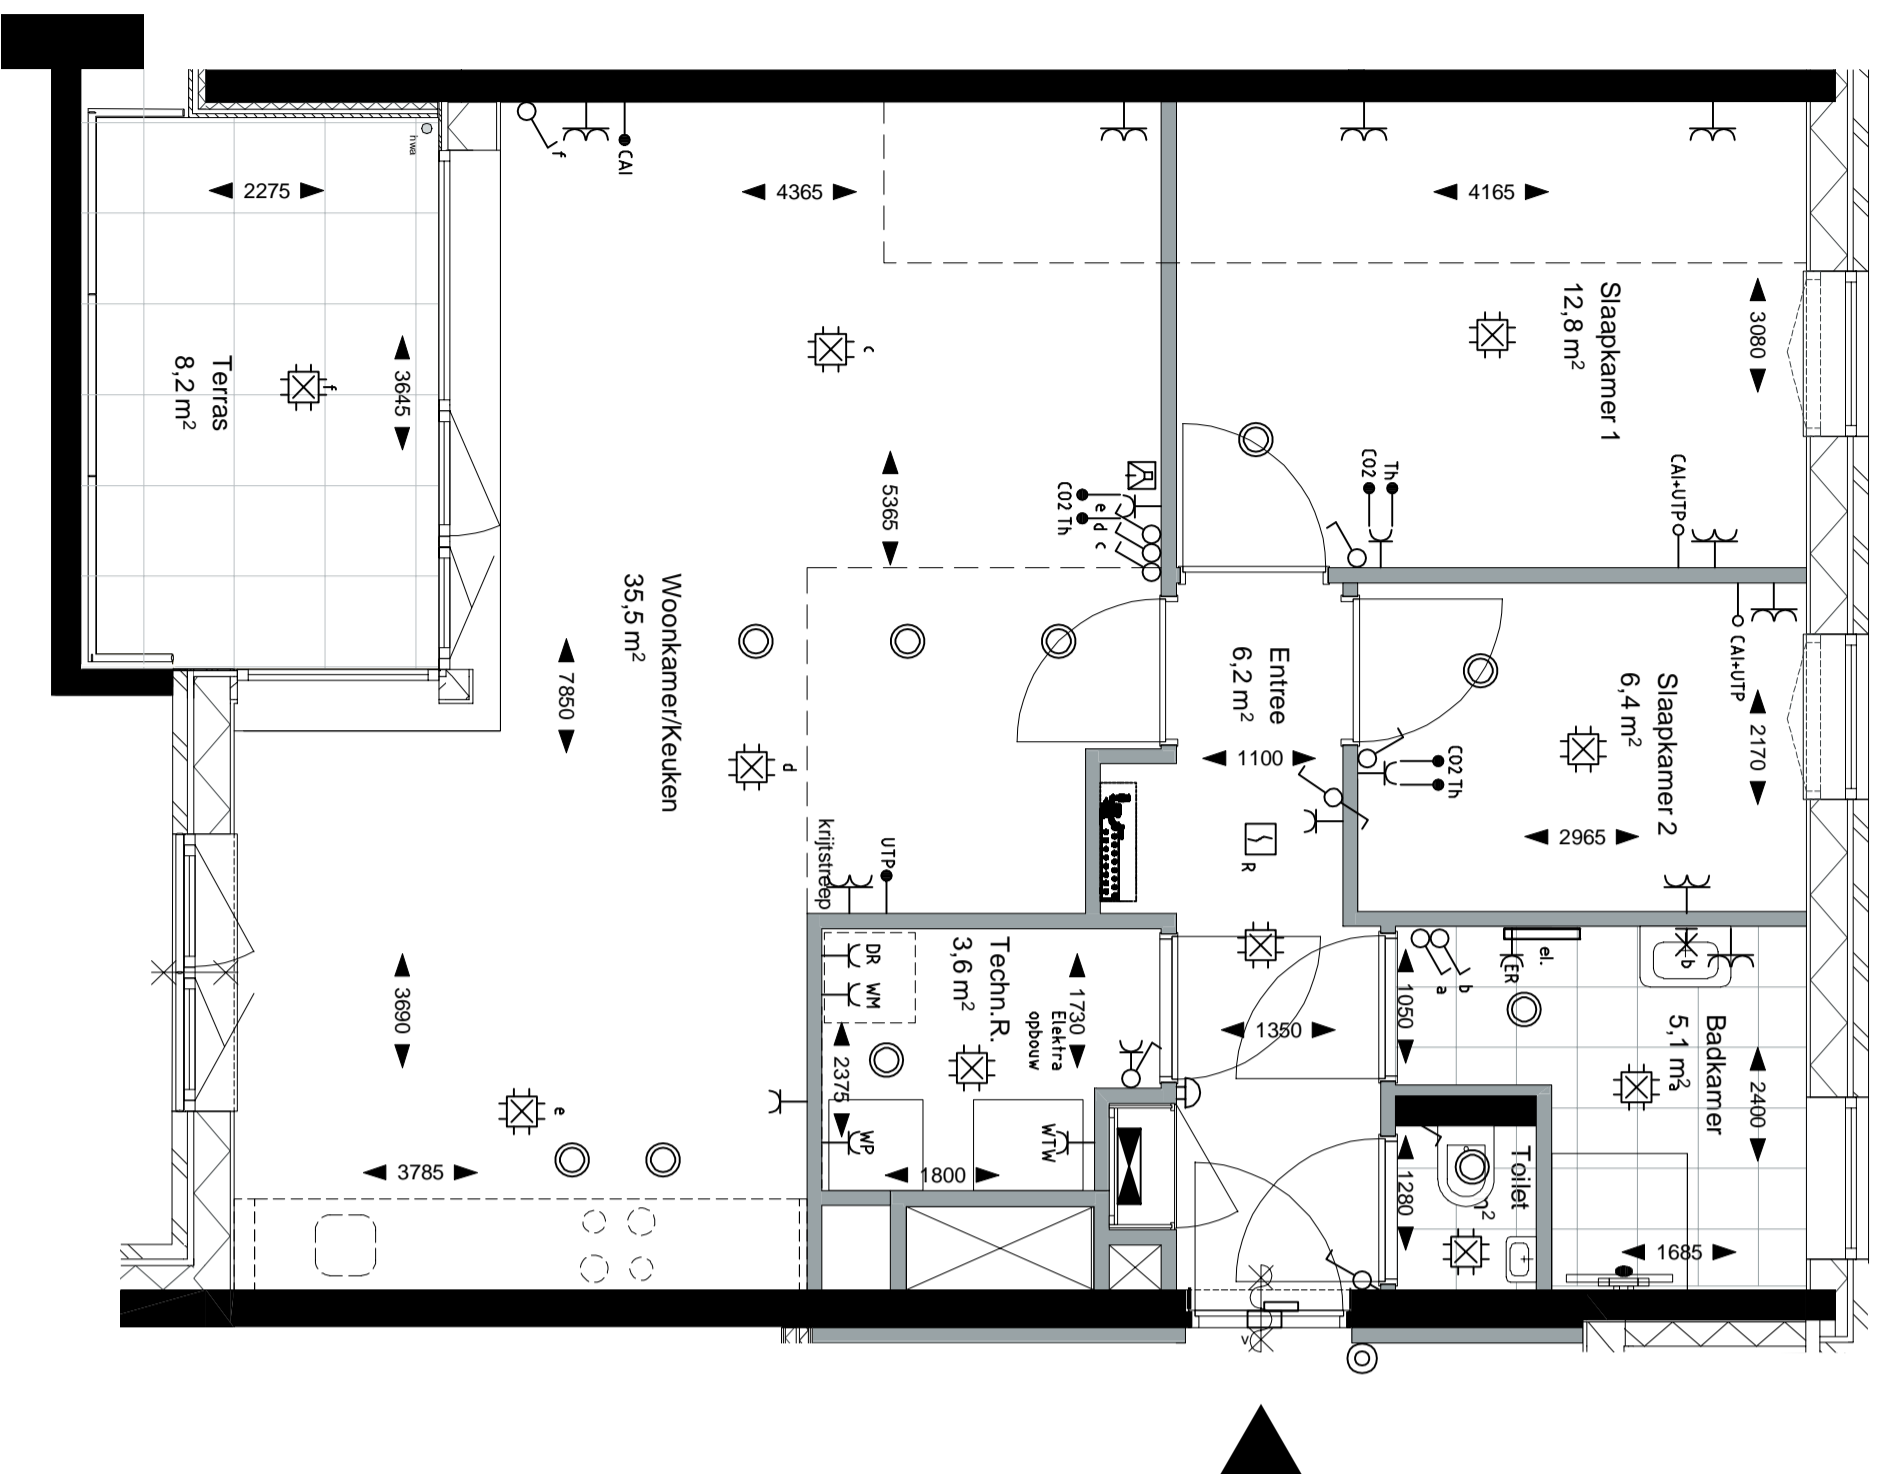 hwa
f
CAI
2275
4365
4165
Slaapkamer 1
12,8 m²
3080
c
Terras
8,2 m²
f
3645
5365
CO2 Th
e d c
CO2
Th
CAI+UTP
Woonkamer/Keuken
35,5 m²
7850
Entree
6,2 m²
1100
Slaapkamer 2
6,4 m²
CAI+UTP
2170
CO2 Th
2965
d
krijtstreep
UTP
R
DR
WM
Techn.R.
3,6 m²
1730
Elektra
opbouw
1350
1050
a
b
ER
el.
b
Badkamer
5,1 m²
a
2400
3690
2375
e
WP
WTW
1800
3785
1280
Toilet
m²
1685
v